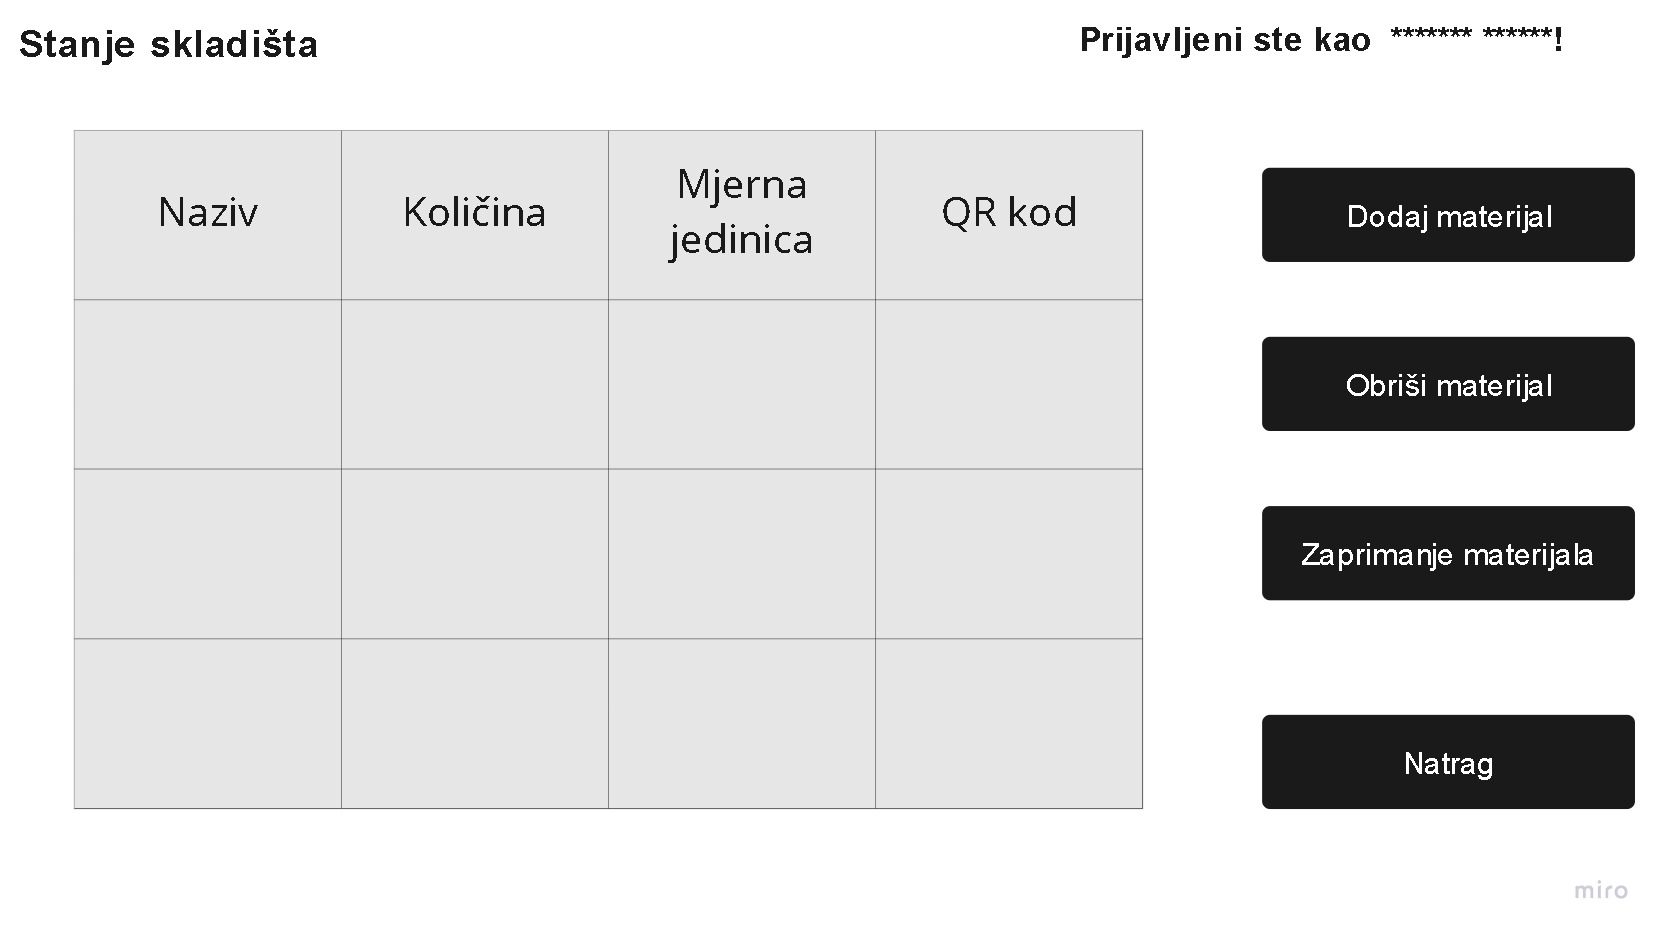 Stanje skladišta
Prijavljeni ste kao ******* ******!
Naziv
Količina
Mjerna
jedinica
QR kod
Dodaj materijal
Obriši materijal
Zaprimanje materijala
Natrag
miro